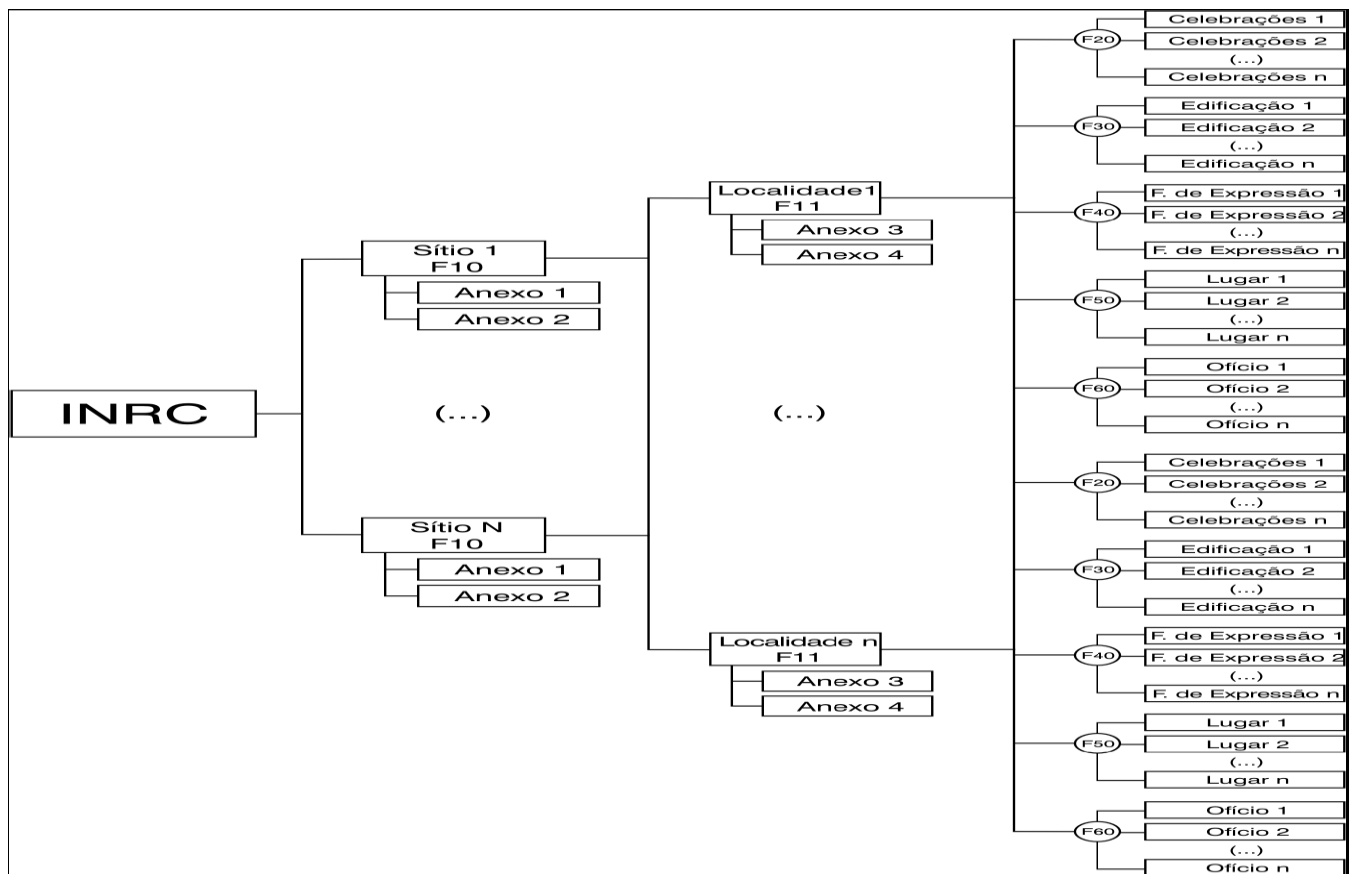 INRC
Sítio 1
F10
Anexo 1
Anexo 2
(...)
Sítio N
F10
Anexo 1
Anexo 2
Localidade1
F11
Anexo 3
Anexo 4
(...)
Localidade n
F11
Anexo 3
Anexo 4
F20
Celebrações 1
Celebrações 2
(...)
Celebrações n
F30
Edificação 1
Edificação 2
(...)
Edificação n
F40
F. de Expressão 1
F. de Expressão 2
(...)
F. de Expressão n
F50
Lugar 1
Lugar 2
(...)
Lugar n
F60
Ofício 1
Ofício 2
(...)
Ofício n
F20
Celebrações 1
Celebrações 2
(...)
Celebrações n
F30
Edificação 1
Edificação 2
(...)
Edificação n
F40
F. de Expressão 1
F. de Expressão 2
(...)
F. de Expressão n
F50
Lugar 1
Lugar 2
(...)
Lugar n
F60
Ofício 1
Ofício 2
(...)
Ofício n